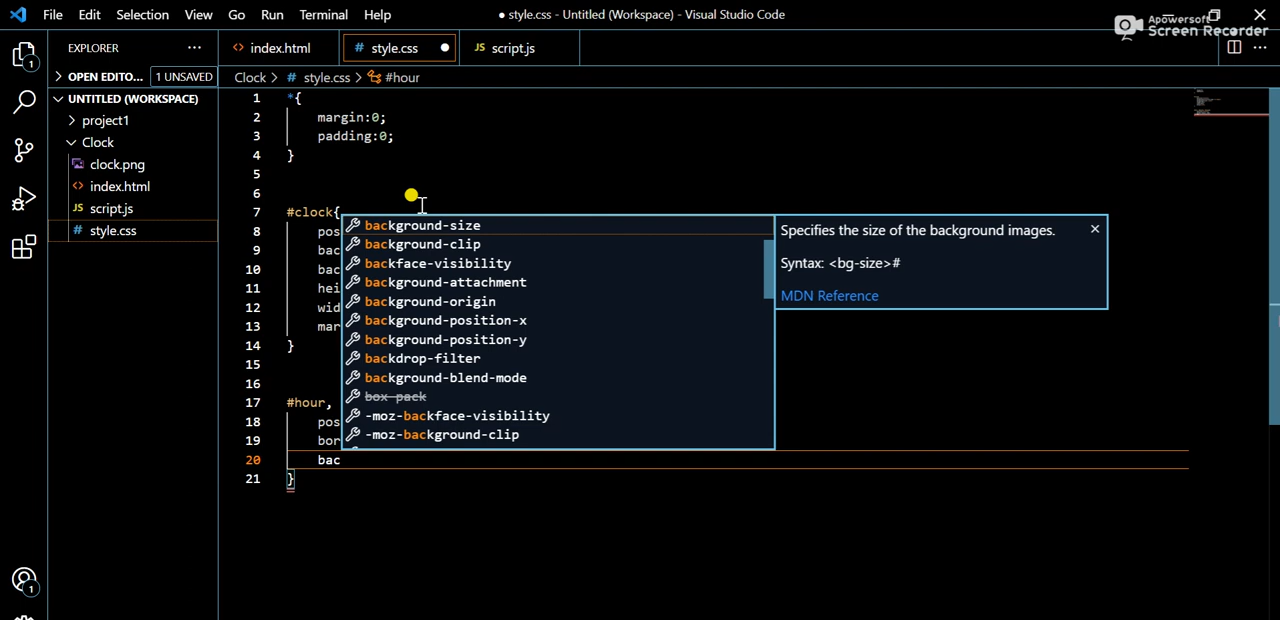 File Edit Selection View Go Run Terminal Help
● style.css - Untitled (Workspace) - Visual Studio Code
Apowersoft
Screen Recorder
EXPLORER ...
<> index.html
# style.css ●
JS script.js
> OPEN EDITO... 1 UNSAVED
Clock > # style.css > #hour
UNTITLED (WORKSPACE)
> project1
Clock
clock.png
<> index.html
JS script.js
# style.css
1
1
1 *{
2 margin:0;
3 padding:0;
4 }
5
6
7 #clock{
8 pos
9 bac
10 bac
11 hei
12 wid
13 mar
14 }
15
16
17 #hour,
18 pos
19 bor
20 bac
21 }
background-size
background-clip
backface-visibility
background-attachment
background-origin
background-position-x
background-position-y
backdrop-filter
background-blend-mode
box-pack
-moz-backface-visibility
-moz-background-clip
Specifies the size of the background images. ×
Syntax: <bg-size>#
MDN Reference